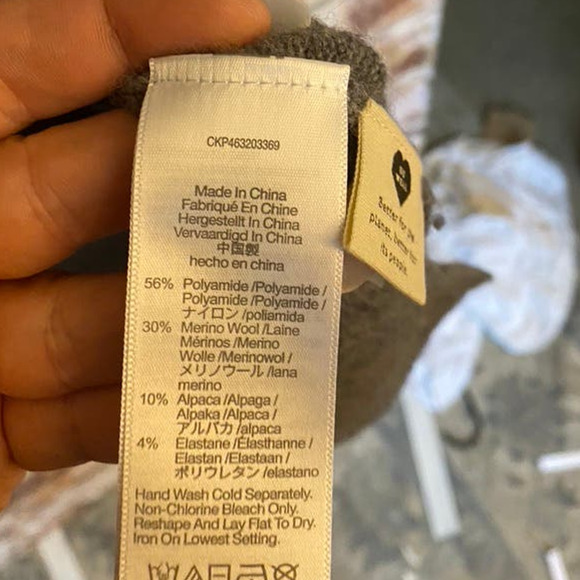 CKP463203369
Made In China
Fabriqué En Chine
Hergestellt In China
Vervaardigd In China
中国製
hecho en china
56% Polyamide /Polyamide /
Polyamide /Polyamide /
ナイロン /poliamida
30% Merino Wool /Laine
Mérinos /Merino
Wolle /Merinowol /
メリノウール /lana
merino
10% Alpaca /Alpaga /
Alpaka /Alpaca /
アルパカ /alpaca
4% Elastane /Élasthanne /
Elastan /Elastaan /
ポリウレタン /elastano
Hand Wash Cold Separately.
Non-Chlorine Bleach Only.
Reshape And Lay Flat To Dry.
Iron On Lowest Setting.
Better for the
planet, better for
its people.